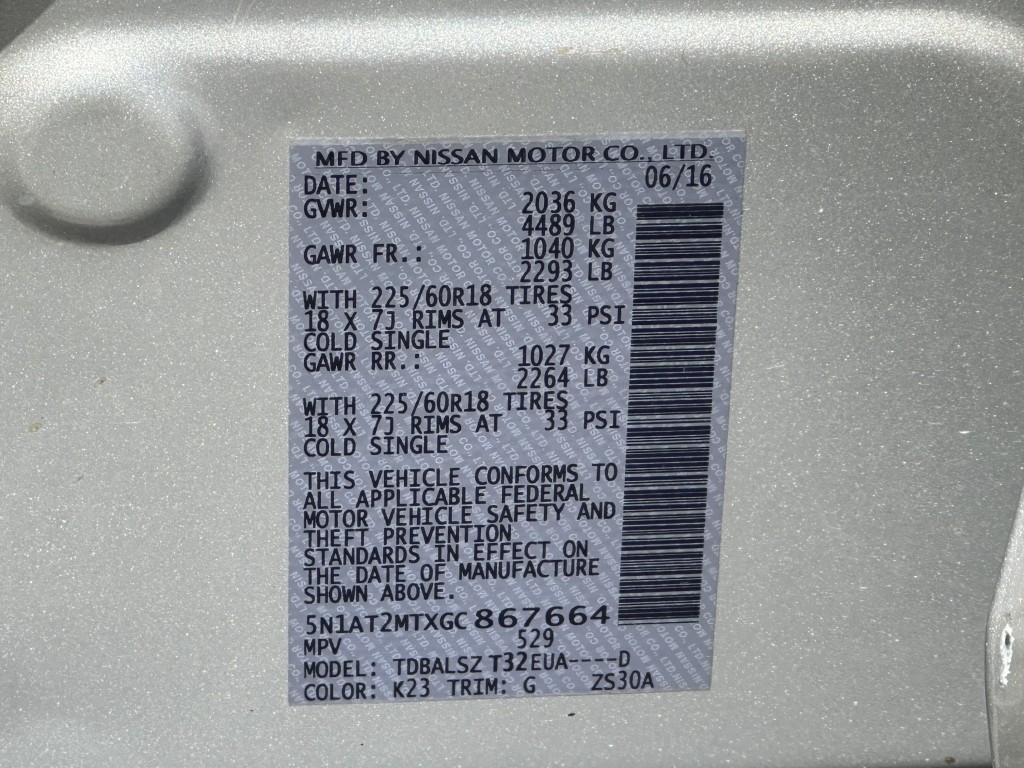 MFD BY NISSAN MOTOR CO., LTD.
DATE: 06/16
GVWR: 2036 KG
4489 LB
GAWR FR.: 1040 KG
2293 LB
WITH 225/60R18 TIRES
18 X 7J RIMS AT 33 PSI
COLD SINGLE
GAWR RR.: 1027 KG
2264 LB
WITH 225/60R18 TIRES
18 X 7J RIMS AT 33 PSI
COLD SINGLE
THIS VEHICLE CONFORMS TO
ALL APPLICABLE FEDERAL
MOTOR VEHICLE SAFETY AND
THEFT PREVENTION
STANDARDS IN EFFECT ON
THE DATE OF MANUFACTURE
SHOWN ABOVE.
5N1AT2MTXGC867664
MPV 529
MODEL: TDBALSZ T32EUA----D
COLOR: K23 TRIM: G ZS30A